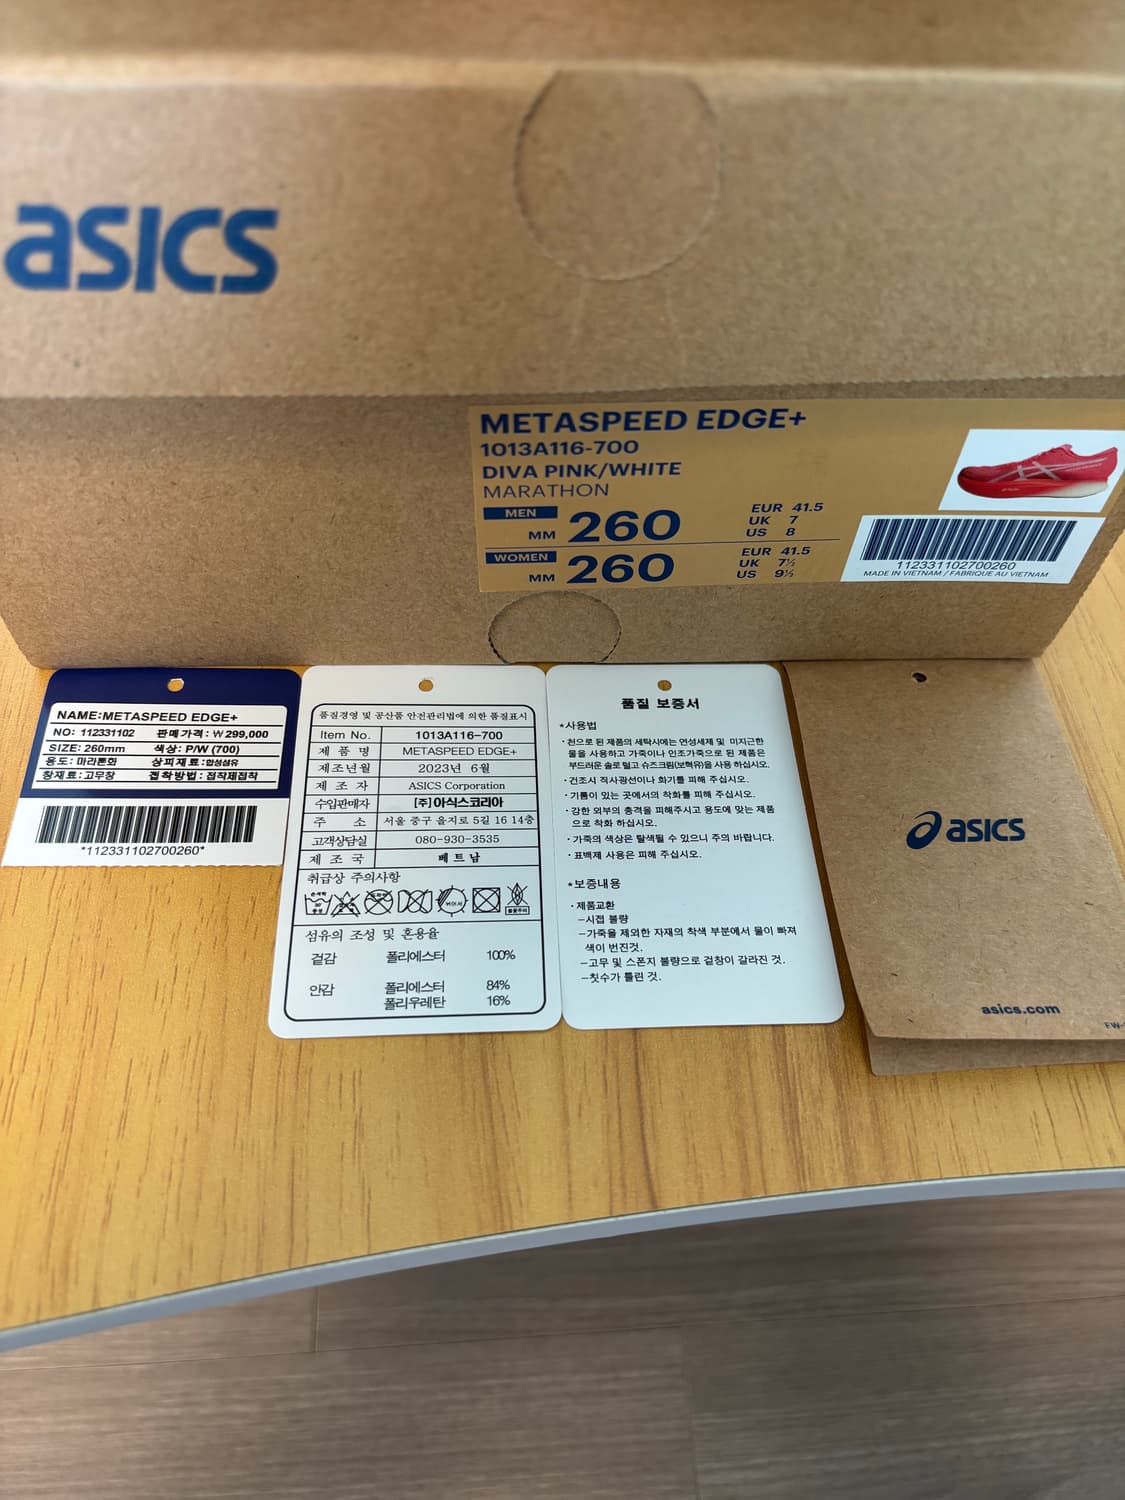 asics
METASPEED EDGE+
1013A116-700
DIVA PINK/WHITE
MARATHON
MEN
MM 260
EUR 41.5
UK 7
US 8
WOMEN
MM 260
EUR 41.5
UK 7½
US 9½
112331102700260
MADE IN VIETNAM / FABRIQUE AU VIETNAM
NAME:METASPEED EDGE+
NO: 112331102 판매가격: ₩299,000
SIZE: 260mm 색상: P/W (700)
용도: 마라톤화 상피재료:합성섬유
창재료:고무창 접착방법: 접착제접착
*112331102700260*
품질경영 및 공산품 안전관리법에 의한 품질표시
Item No. 1013A116-700
제 품 명 METASPEED EDGE+
제조년월 2023년 6월
제 조 자 ASICS Corporation
수입판매자 [주]아식스코리아
주 소 서울 중구 을지로 5길 16 14층
고객상담실 080-930-3535
제 조 국 베 트 남
취급상 주의사항
섬유의 조성 및 혼용율
겉감 폴리에스터 100%
안감 폴리에스터 84%
폴리우레탄 16%
품질 보증서
*사용법
·천으로 된 제품의 세탁시에는 연성세제 및 미지근한
물을 사용하고 가죽이나 인조가죽으로 된 제품은
부드러운 솔로 털고 슈즈크림(보혁유)을 사용 하십시오.
·건조시 직사광선이나 화기를 피해 주십시오.
·기름이 있는 곳에서의 착화를 피해 주십시오.
·강한 외부의 충격을 피해주시고 용도에 맞는 제품
으로 착화 하십시오.
·가죽의 색상은 탈색될 수 있으니 주의 바랍니다.
·표백제 사용은 피해 주십시오.
*보증내용
·제품교환
–시접 불량
–가죽을 제외한 자재의 착색 부분에서 물이 빠져
색이 번진것.
–고무 및 스폰지 불량으로 겉창이 갈라진 것.
–칫수가 틀린 것.
asics
asics.com